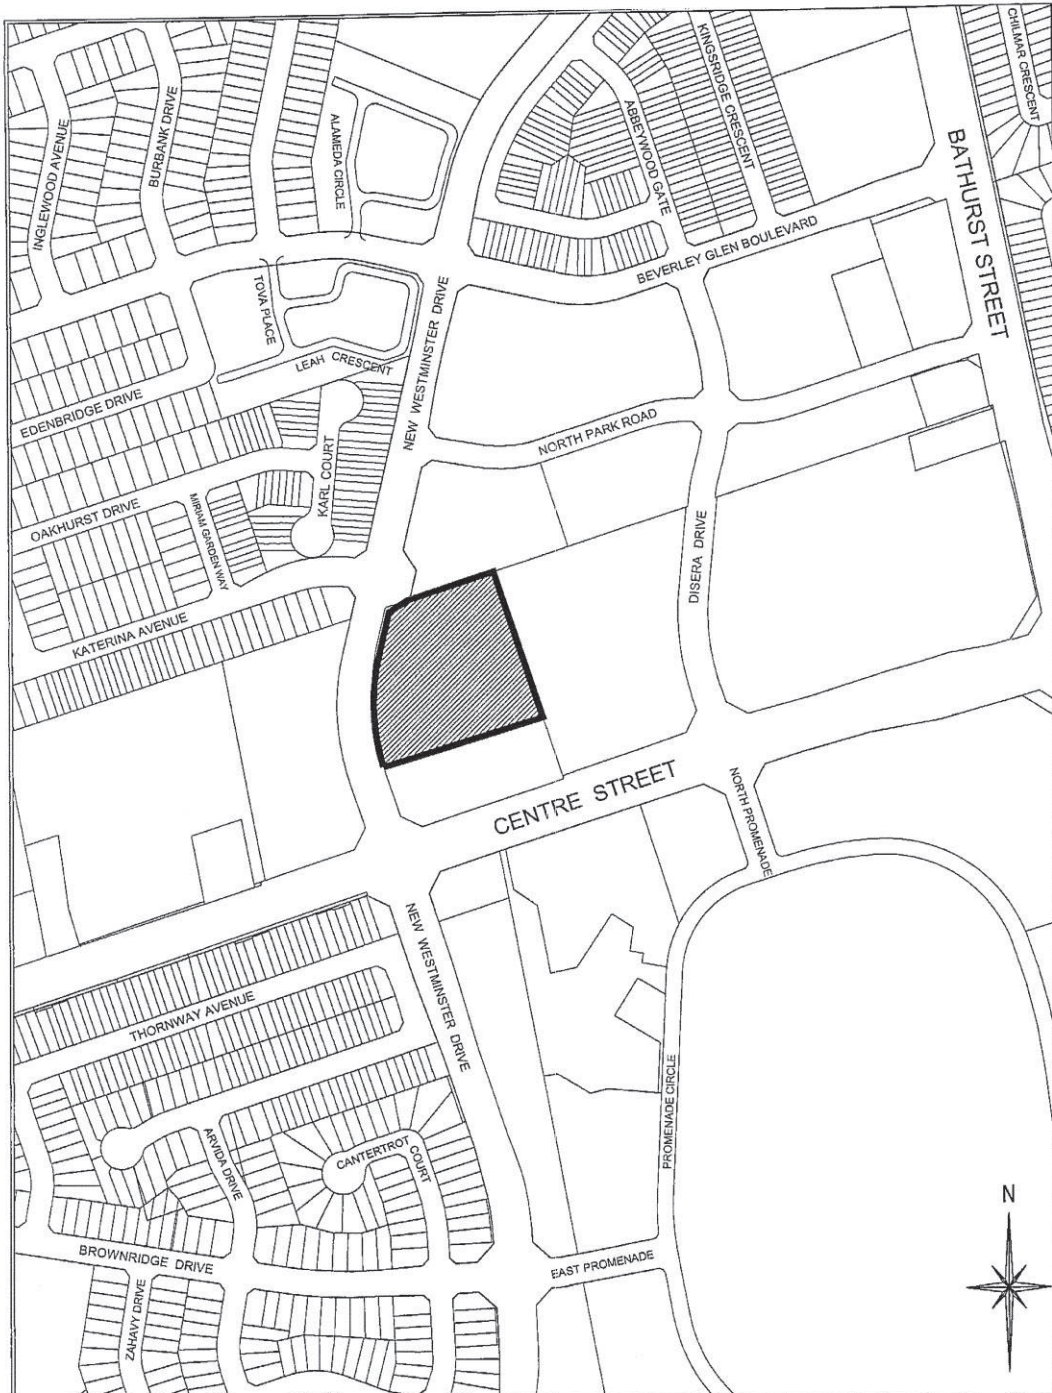 CHILMAR CRESCENT
KINGSRIDGE CRESCENT
ABBEYWOOD GATE
BURBANK DRIVE
ALAMEDA CIRCLE
INGLEWOOD AVENUE
BATHURST STREET
BEVERLEY GLEN BOULEVARD
TOVA PLACE
NEW WESTMINSTER DRIVE
LEAH CRESCENT
EDENBRIDGE DRIVE
NORTH PARK ROAD
KARL COURT
OAKHURST DRIVE
MIRIAM GARDEN WAY
DISERA DRIVE
KATERINA AVENUE
CENTRE STREET
NORTH PROMENADE
NEW WESTMINSTER DRIVE
THORNWAY AVENUE
PROMENADE CIRCLE
ARVIDA DRIVE
CANTERTROT
COURT
N
BROWNRIDGE DRIVE
EAST PROMENADE
ZAHAVY DRIVE